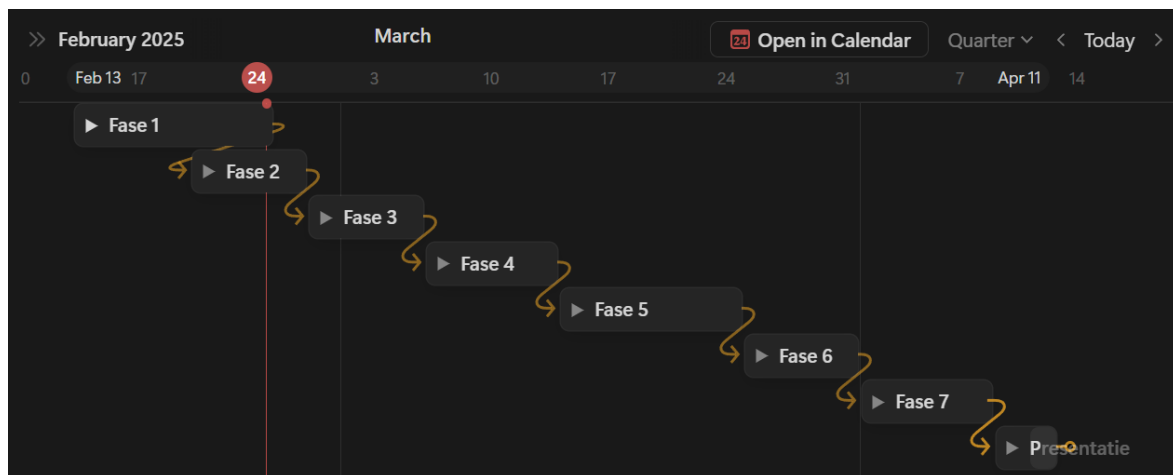 February 2025 March 24 Open in Calendar Quarter Today
0 Feb 13 17 24 3 10 17 24 31 7 Apr 11 14
Fase 1
Fase 2
Fase 3
Fase 4
Fase 5
Fase 6
Fase 7
Presentatie